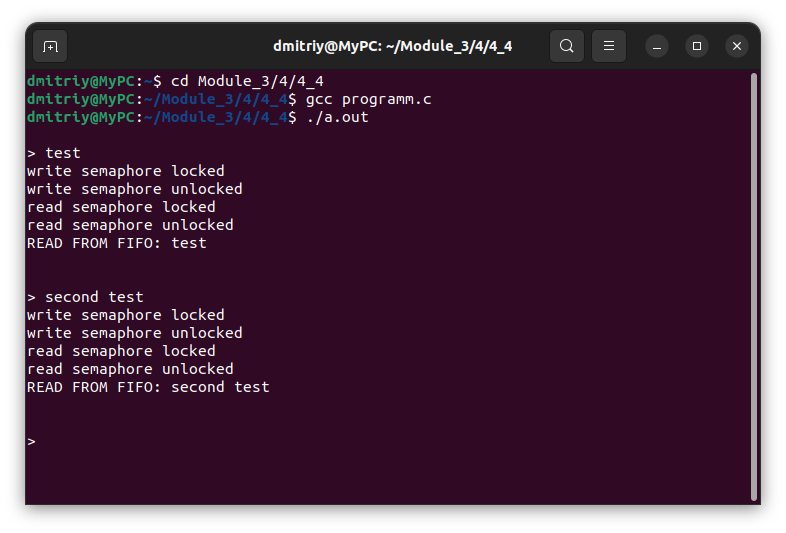 dmitriy@MyPC: ~/Module_3/4/4_4
dmitriy@MyPC:~$ cd Module_3/4/4_4
dmitriy@MyPC:~/Module_3/4/4_4$ gcc programm.c
dmitriy@MyPC:~/Module_3/4/4_4$ ./a.out
> test
write semaphore locked
write semaphore unlocked
read semaphore locked
read semaphore unlocked
READ FROM FIFO: test
> second test
write semaphore locked
write semaphore unlocked
read semaphore locked
read semaphore unlocked
READ FROM FIFO: second test
>